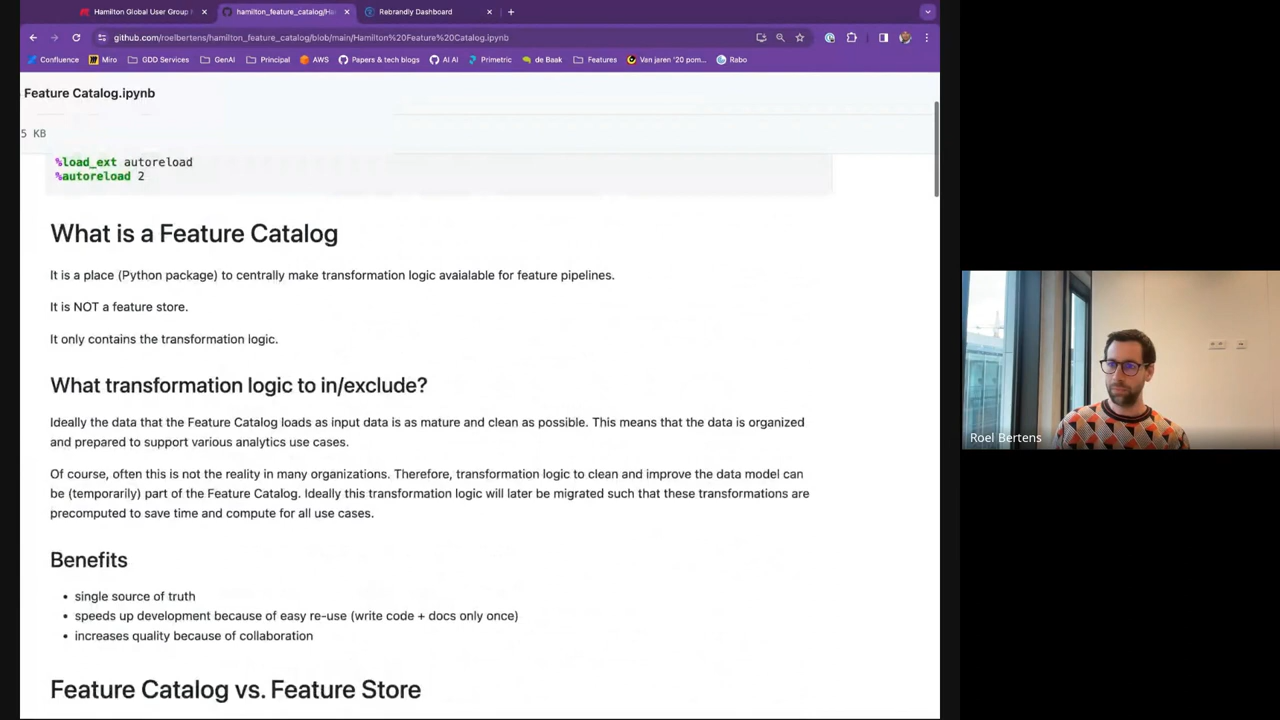 Hamilton Global User Group
hamilton_feature_catalog/Ha
Rebrandly Dashboard
github.com/roelbertens/hamilton_feature_catalog/blob/main/Hamilton%20Feature%20Catalog.ipynb
Confluence
Miro
GDD Services
GenAI
Principal
AWS
Papers & tech blogs
AI AI
Primetric
de Baak
Features
Van jaren '20 pom...
Rabo
Feature Catalog.ipynb
5 KB
%load_ext autoreload
%autoreload 2
What is a Feature Catalog
It is a place (Python package) to centrally make transformation logic avaialable for feature pipelines.
It is NOT a feature store.
It only contains the transformation logic.
What transformation logic to in/exclude?
Ideally the data that the Feature Catalog loads as input data is as mature and clean as possible. This means that the data is organized
and prepared to support various analytics use cases.
Of course, often this is not the reality in many organizations. Therefore, transformation logic to clean and improve the data model can
be (temporarily) part of the Feature Catalog. Ideally this transformation logic will later be migrated such that these transformations are
precomputed to save time and compute for all use cases.
Benefits
• single source of truth
• speeds up development because of easy re-use (write code + docs only once)
• increases quality because of collaboration
Feature Catalog vs. Feature Store
Roel Bertens